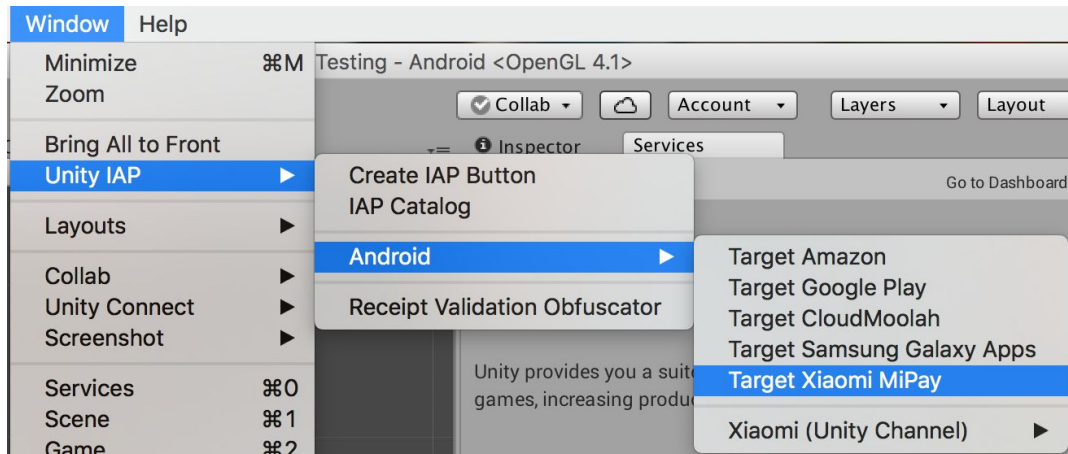 Window Help
Minimize ⌘M
Zoom
Bring All to Front
Unity IAP
Layouts
Collab
Unity Connect
Screenshot
Services ⌘0
Scene ⌘1
Game ⌘2
Testing - Android <OpenGL 4.1>
Collab Account Layers Layout
Inspector Services
Go to Dashboard
Create IAP Button
IAP Catalog
Android
Receipt Validation Obfuscator
Target Amazon
Target Google Play
Target CloudMoolah
Target Samsung Galaxy Apps
Target Xiaomi MiPay
Xiaomi (Unity Channel)
Unity provides you a suite
games, increasing produ